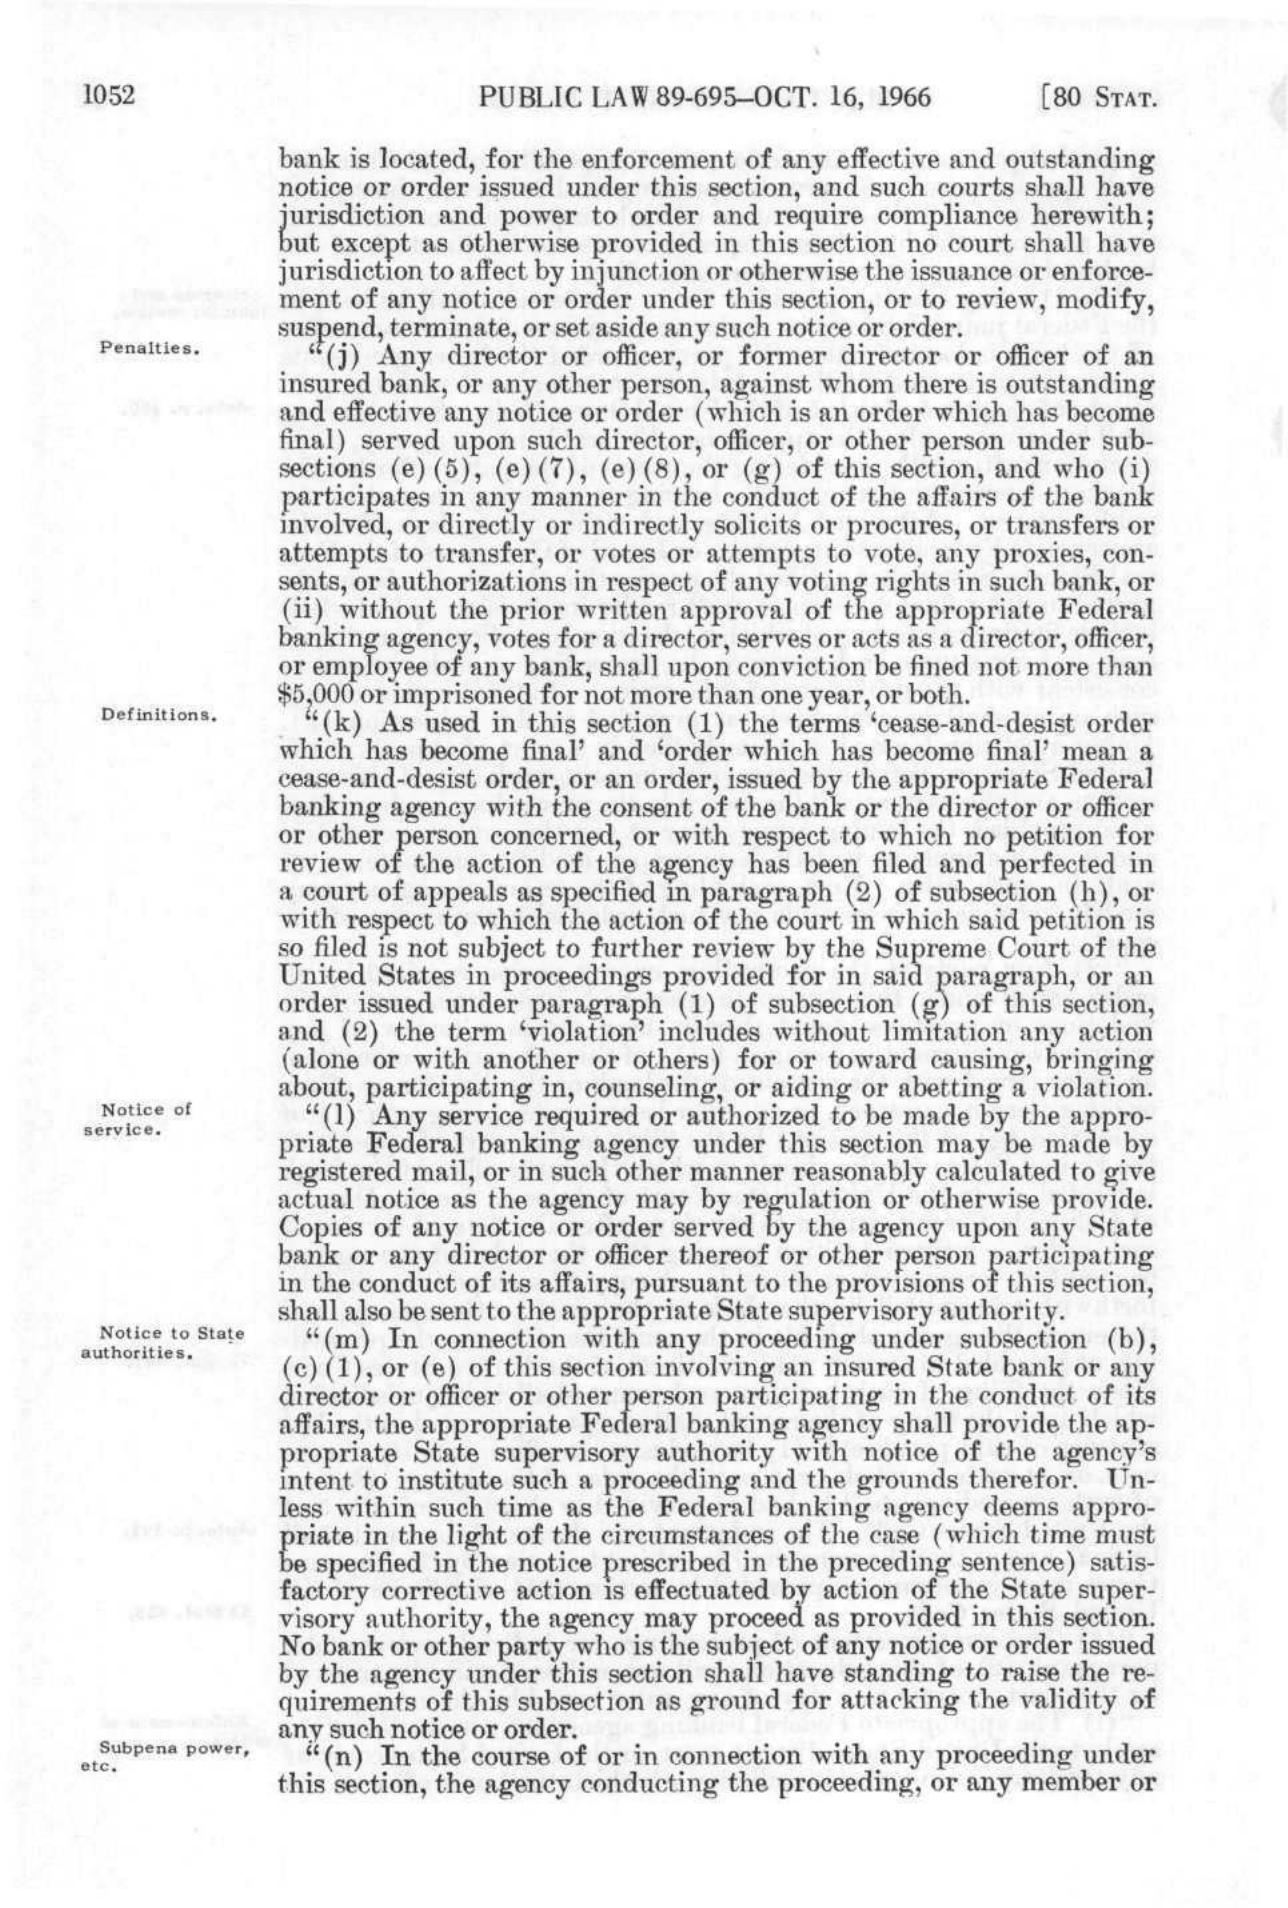 1052 PUBLIC LAW 89-695–OCT. 16, 1966 [80 STAT.
bank is located, for the enforcement of any effective and outstanding
notice or order issued under this section, and such courts shall have
jurisdiction and power to order and require compliance herewith;
but except as otherwise provided in this section no court shall have
jurisdiction to affect by injunction or otherwise the issuance or enforce-
ment of any notice or order under this section, or to review, modify,
suspend, terminate, or set aside any such notice or order.
Penalties.
“(j) Any director or officer, or former director or officer of an
insured bank, or any other person, against whom there is outstanding
and effective any notice or order (which is an order which has become
final) served upon such director, officer, or other person under sub-
sections (e)(5), (e)(7), (e)(8), or (g) of this section, and who (i)
participates in any manner in the conduct of the affairs of the bank
involved, or directly or indirectly solicits or procures, or transfers or
attempts to transfer, or votes or attempts to vote, any proxies, con-
sents, or authorizations in respect of any voting rights in such bank, or
(ii) without the prior written approval of the appropriate Federal
banking agency, votes for a director, serves or acts as a director, officer,
or employee of any bank, shall upon conviction be fined not more than
$5,000 or imprisoned for not more than one year, or both.
Definitions.
“(k) As used in this section (1) the terms ‘cease-and-desist order
which has become final’ and ‘order which has become final’ mean a
cease-and-desist order, or an order, issued by the appropriate Federal
banking agency with the consent of the bank or the director or officer
or other person concerned, or with respect to which no petition for
review of the action of the agency has been filed and perfected in
a court of appeals as specified in paragraph (2) of subsection (h), or
with respect to which the action of the court in which said petition is
so filed is not subject to further review by the Supreme Court of the
United States in proceedings provided for in said paragraph, or an
order issued under paragraph (1) of subsection (g) of this section,
and (2) the term ‘violation’ includes without limitation any action
(alone or with another or others) for or toward causing, bringing
about, participating in, counseling, or aiding or abetting a violation.
Notice of
service.
“(l) Any service required or authorized to be made by the appro-
priate Federal banking agency under this section may be made by
registered mail, or in such other manner reasonably calculated to give
actual notice as the agency may by regulation or otherwise provide.
Copies of any notice or order served by the agency upon any State
bank or any director or officer thereof or other person participating
in the conduct of its affairs, pursuant to the provisions of this section,
shall also be sent to the appropriate State supervisory authority.
Notice to State
authorities.
“(m) In connection with any proceeding under subsection (b),
(c)(1), or (e) of this section involving an insured State bank or any
director or officer or other person participating in the conduct of its
affairs, the appropriate Federal banking agency shall provide the ap-
propriate State supervisory authority with notice of the agency’s
intent to institute such a proceeding and the grounds therefor. Un-
less within such time as the Federal banking agency deems appro-
priate in the light of the circumstances of the case (which time must
be specified in the notice prescribed in the preceding sentence) satis-
factory corrective action is effectuated by action of the State super-
visory authority, the agency may proceed as provided in this section.
No bank or other party who is the subject of any notice or order issued
by the agency under this section shall have standing to raise the re-
quirements of this subsection as ground for attacking the validity of
any such notice or order.
Subpena power,
etc.
“(n) In the course of or in connection with any proceeding under
this section, the agency conducting the proceeding, or any member or